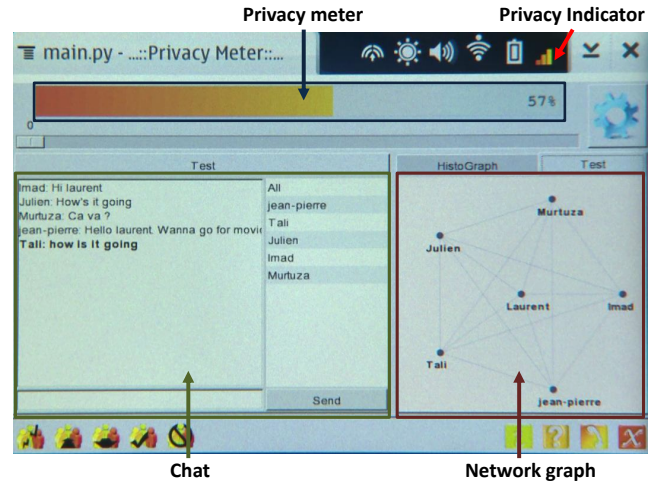 Privacy meter
Privacy Indicator
main.py - ...::Privacy Meter::...
57%
0
Test
HistoGraph
Test
Imad: Hi laurent
Julien: How's it going
Murtuza: Ca va ?
jean-pierre: Hello laurent. Wanna go for movie
Tali: how is it going
All
jean-pierre
Tali
Julien
Imad
Murtuza
Send
Murtuza
Julien
Laurent
Imad
Tali
jean-pierre
Chat
Network graph